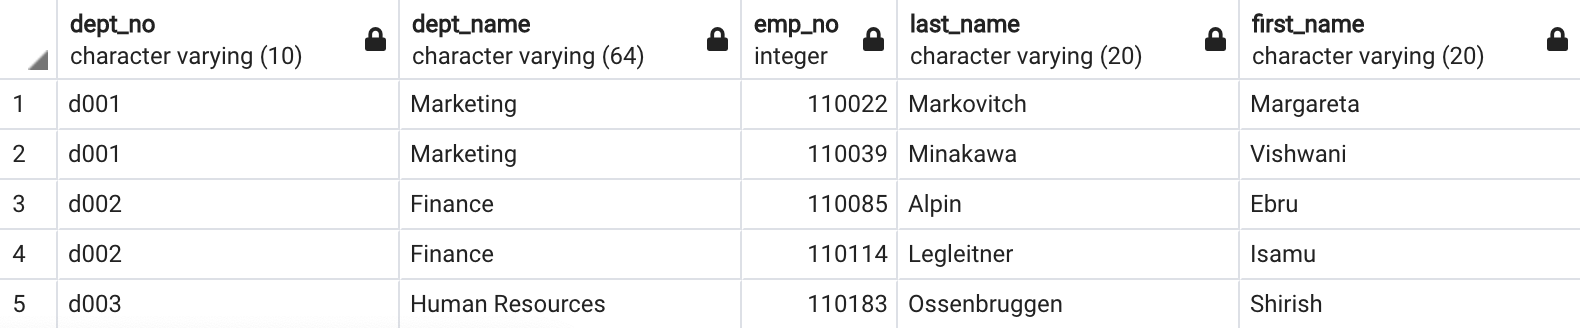 dept_no dept_name emp_no last_name first_name
character varying (10) character varying (64) integer character varying (20) character varying (20)
1 d001 Marketing 110022 Markovitch Margareta
2 d001 Marketing 110039 Minakawa Vishwani
3 d002 Finance 110085 Alpin Ebru
4 d002 Finance 110114 Legleitner Isamu
5 d003 Human Resources 110183 Ossenbruggen Shirish